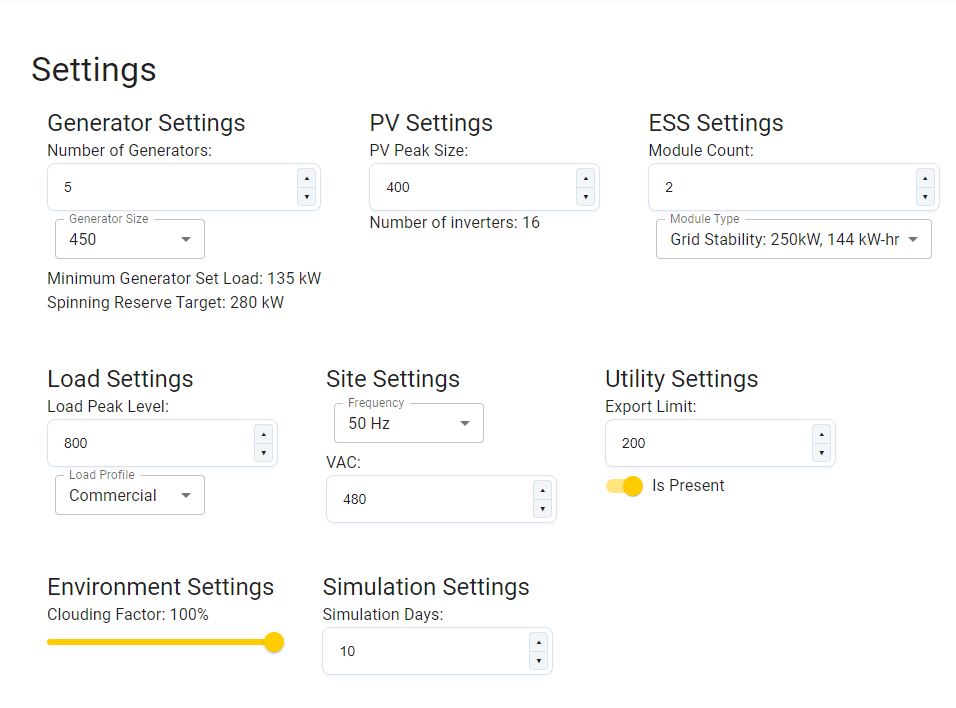 Settings
Generator Settings
Number of Generators:
5
Generator Size
450
Minimum Generator Set Load: 135 kW
Spinning Reserve Target: 280 kW
PV Settings
PV Peak Size:
400
Number of inverters: 16
ESS Settings
Module Count:
2
Module Type
Grid Stability: 250kW, 144 kW-hr
Load Settings
Load Peak Level:
800
Load Profile
Commercial
Site Settings
Frequency
50 Hz
VAC:
480
Utility Settings
Export Limit:
200
Is Present
Environment Settings
Clouding Factor: 100%
Simulation Settings
Simulation Days:
10